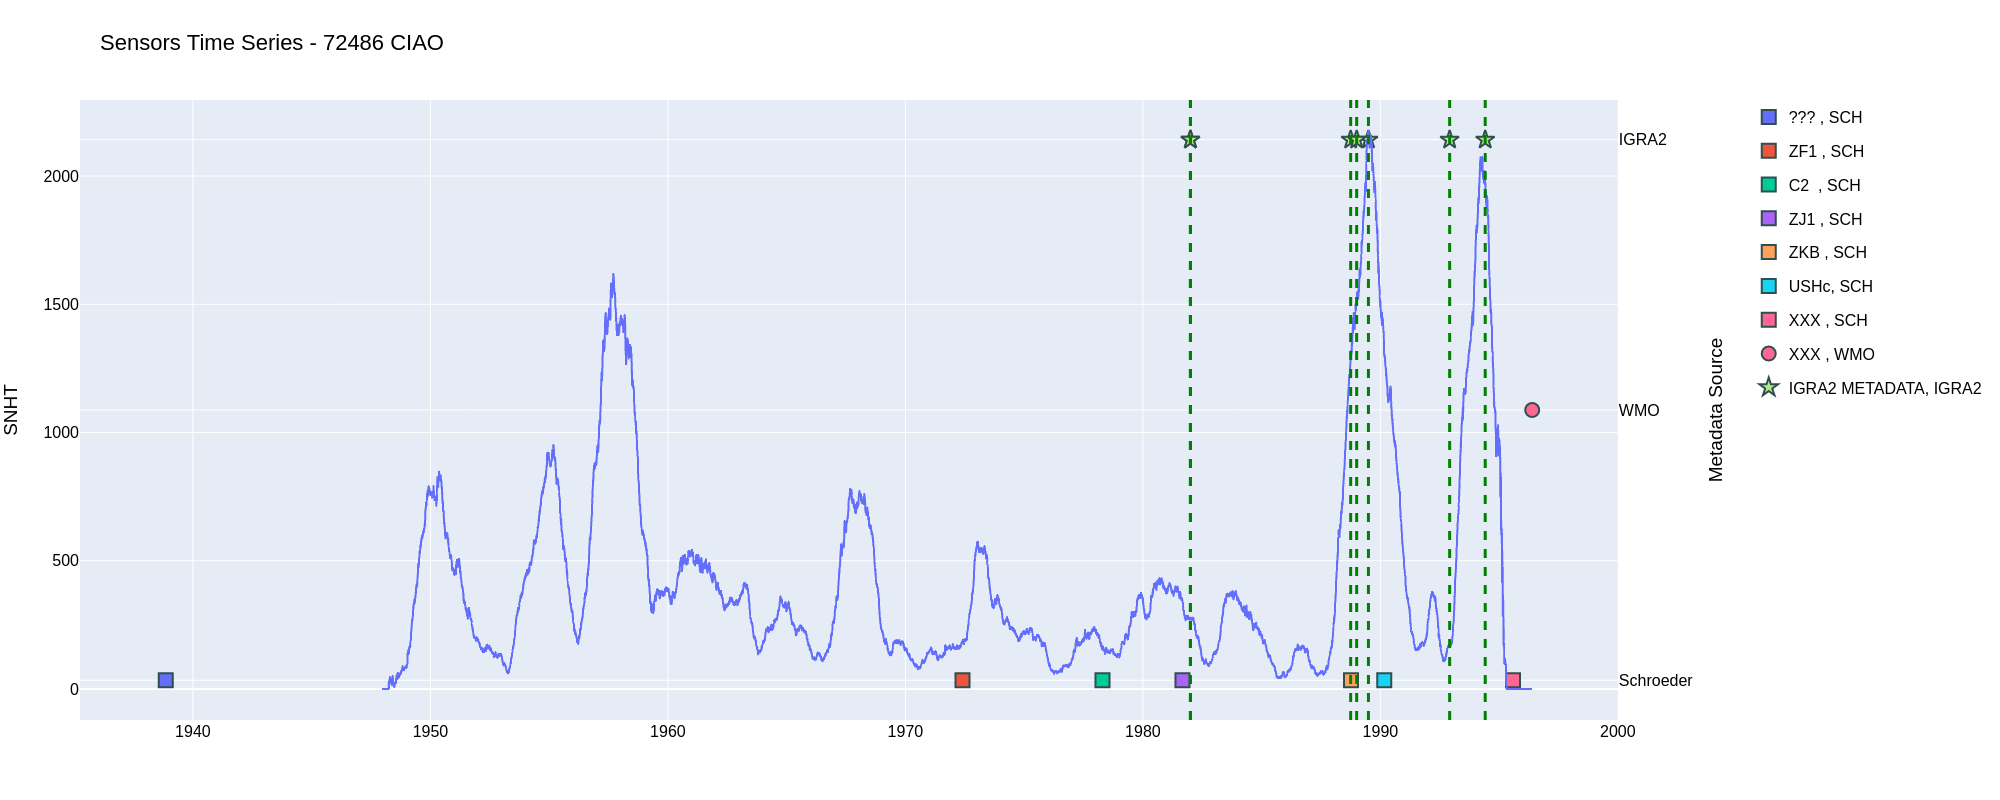 Sensors Time Series - 72486 CIAO
SNHT
2000
1500
1000
500
0
1940
1950
1960
1970
1980
1990
2000
IGRA2
WMO
Schroeder
Metadata Source
??? , SCH
ZF1 , SCH
C2  , SCH
ZJ1 , SCH
ZKB , SCH
USHc, SCH
XXX , SCH
XXX , WMO
IGRA2 METADATA, IGRA2